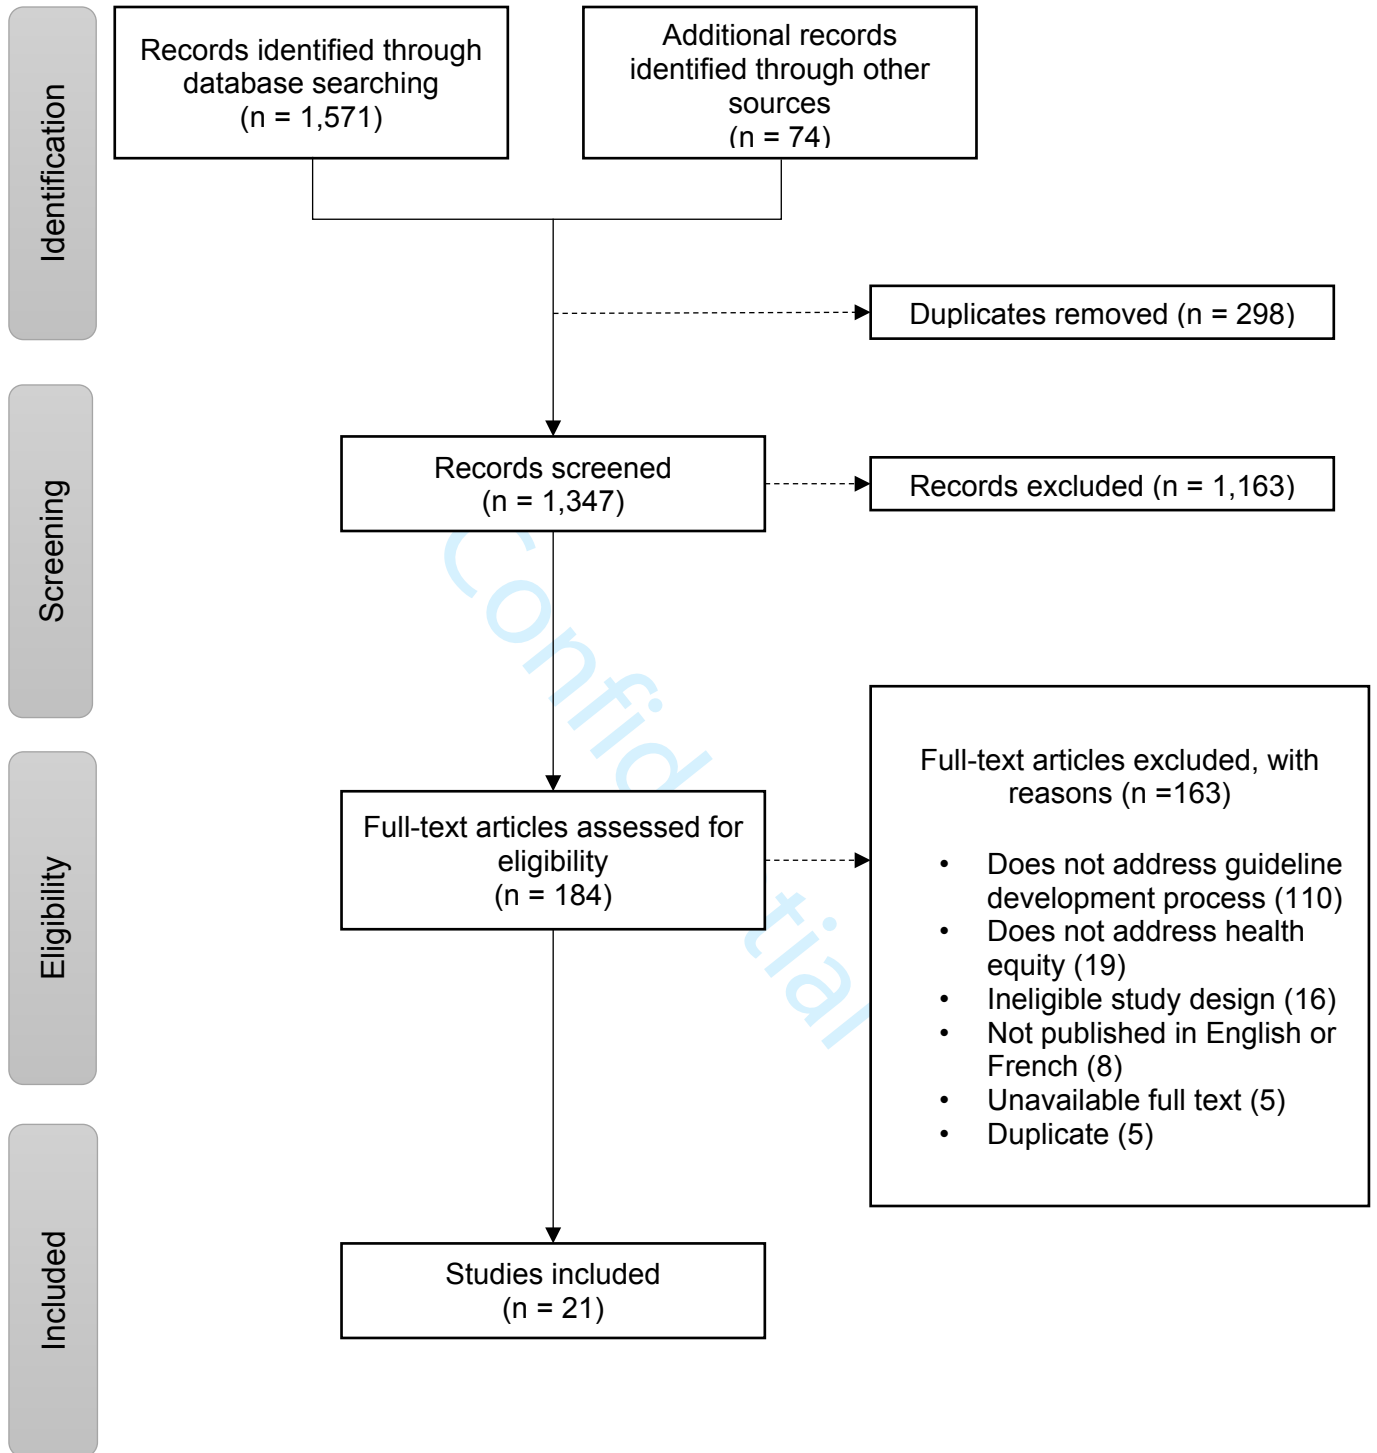 Identification
Records identified through
database searching
(n = 1,571)
Additional records
identified through other
sources
(n = 74)
Duplicates removed (n = 298)
Screening
Records screened
(n = 1,347)
Records excluded (n = 1,163)
Confidential
Eligibility
Full-text articles assessed for
eligibility
(n = 184)
Full-text articles excluded, with
reasons (n =163)
• Does not address guideline
development process (110)
• Does not address health
equity (19)
• Ineligible study design (16)
• Not published in English or
French (8)
• Unavailable full text (5)
• Duplicate (5)
Included
Studies included
(n = 21)